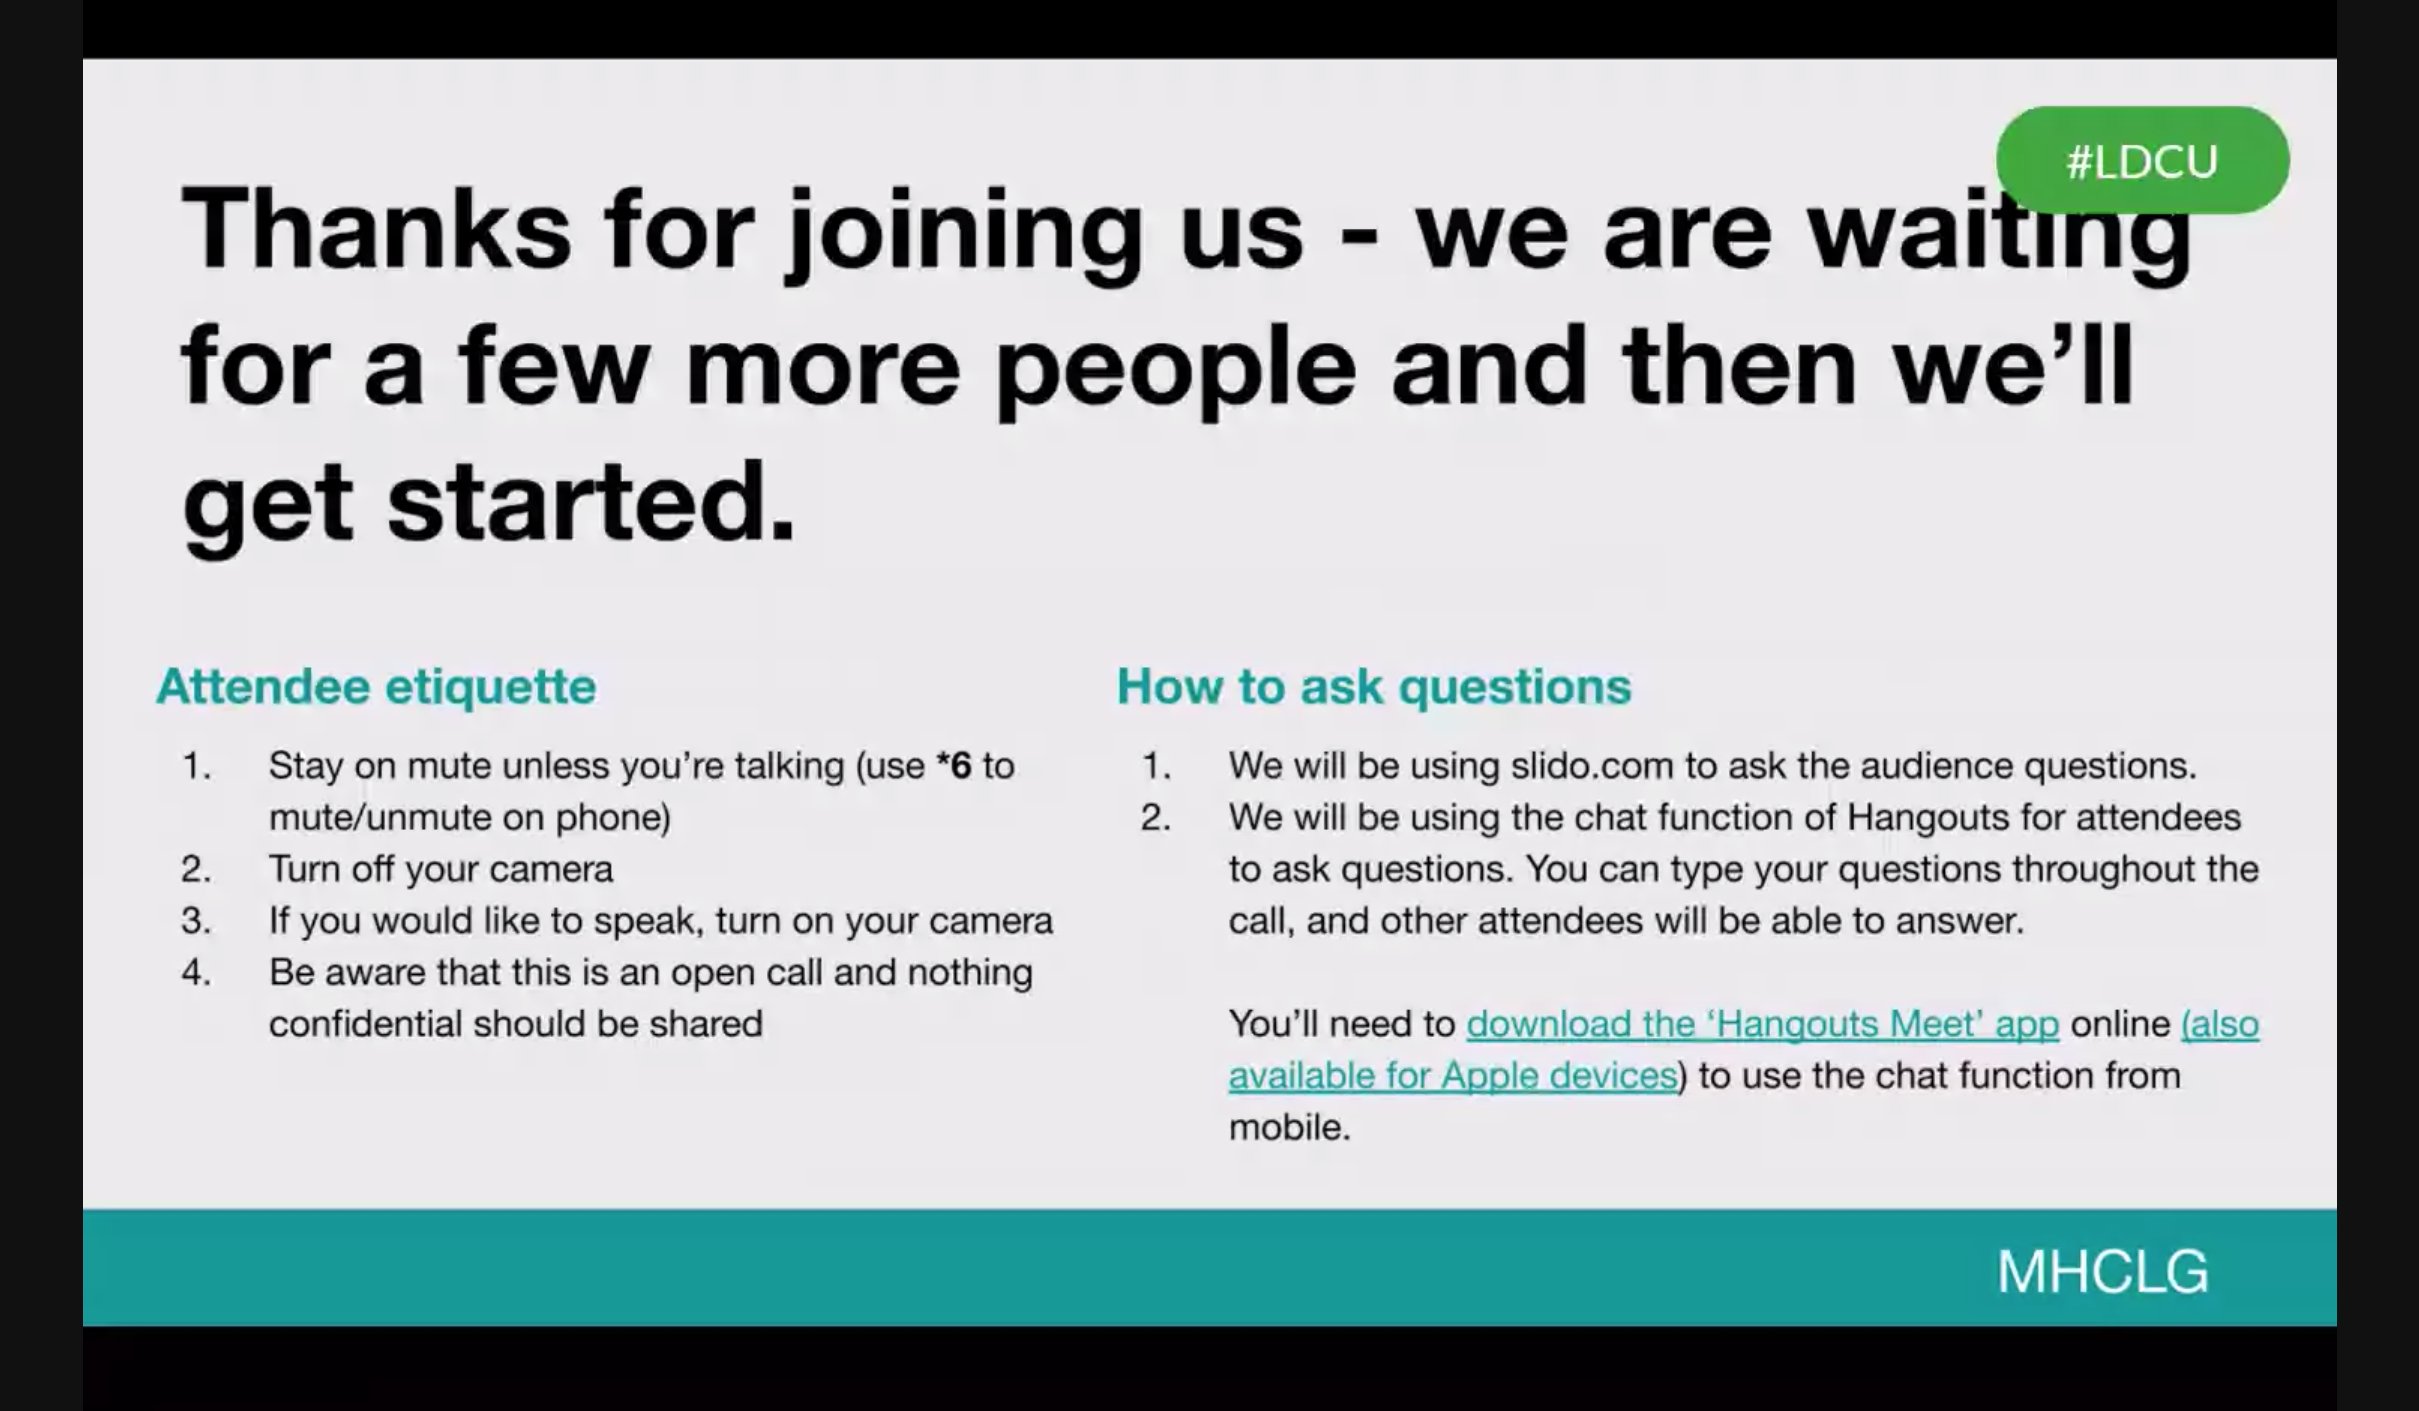 #LDCU
Thanks for joining us - we are waiting
for a few more people and then we’ll
get started.
Attendee etiquette
1. Stay on mute unless you’re talking (use *6 to
mute/unmute on phone)
2. Turn off your camera
3. If you would like to speak, turn on your camera
4. Be aware that this is an open call and nothing
confidential should be shared
How to ask questions
1. We will be using slido.com to ask the audience questions.
2. We will be using the chat function of Hangouts for attendees
to ask questions. You can type your questions throughout the
call, and other attendees will be able to answer.
You’ll need to download the ‘Hangouts Meet’ app online (also
available for Apple devices) to use the chat function from
mobile.
MHCLG